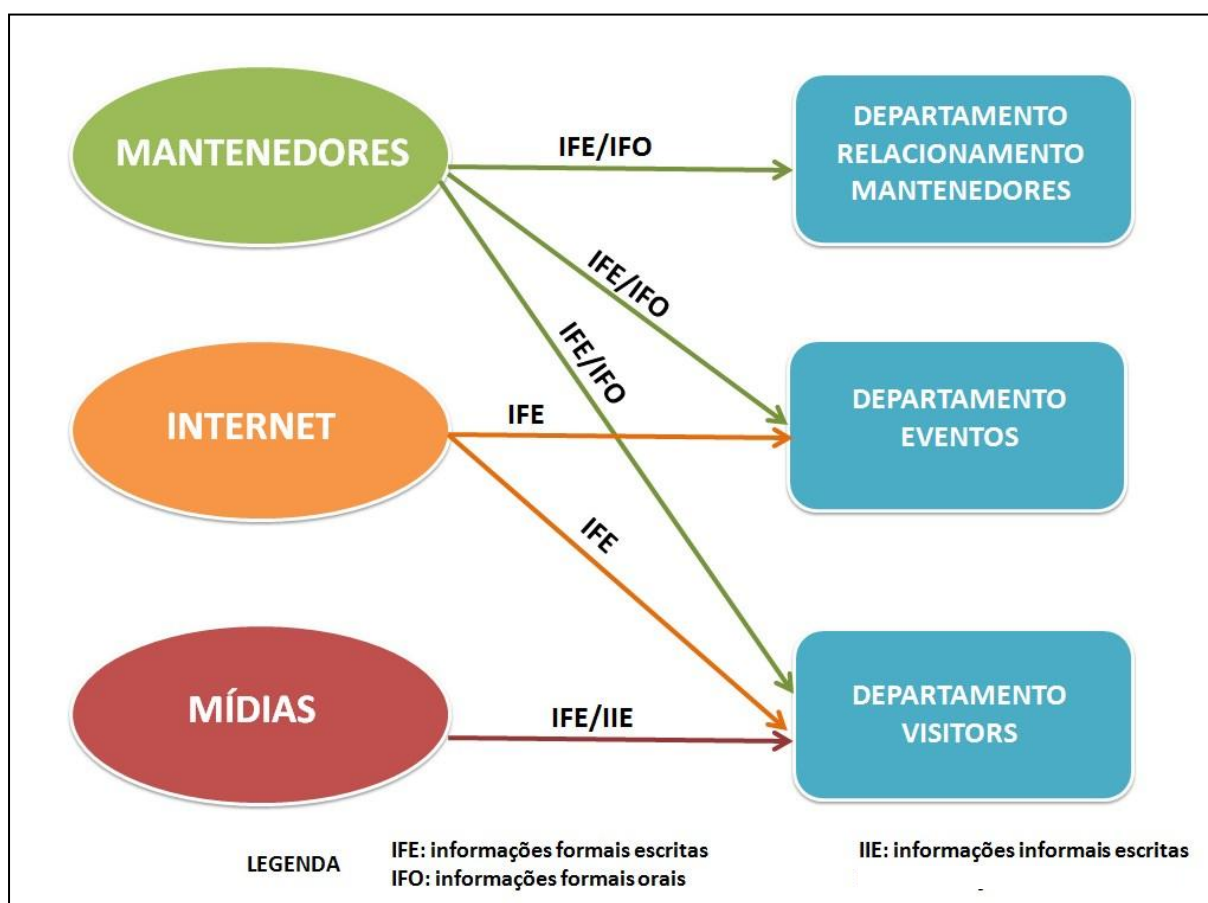 MANTENEDORES
IFE/IFO
DEPARTAMENTO
RELACIONAMENTO
MANTENEDORES
IFE/IFO
IFE/IFO
INTERNET
IFE
DEPARTAMENTO
EVENTOS
IFE
MÍDIAS
IFE/IIE
DEPARTAMENTO
VISITORS
LEGENDA
IFE: informações formais escritas
IFO: informações formais orais
IIE: informações informais escritas